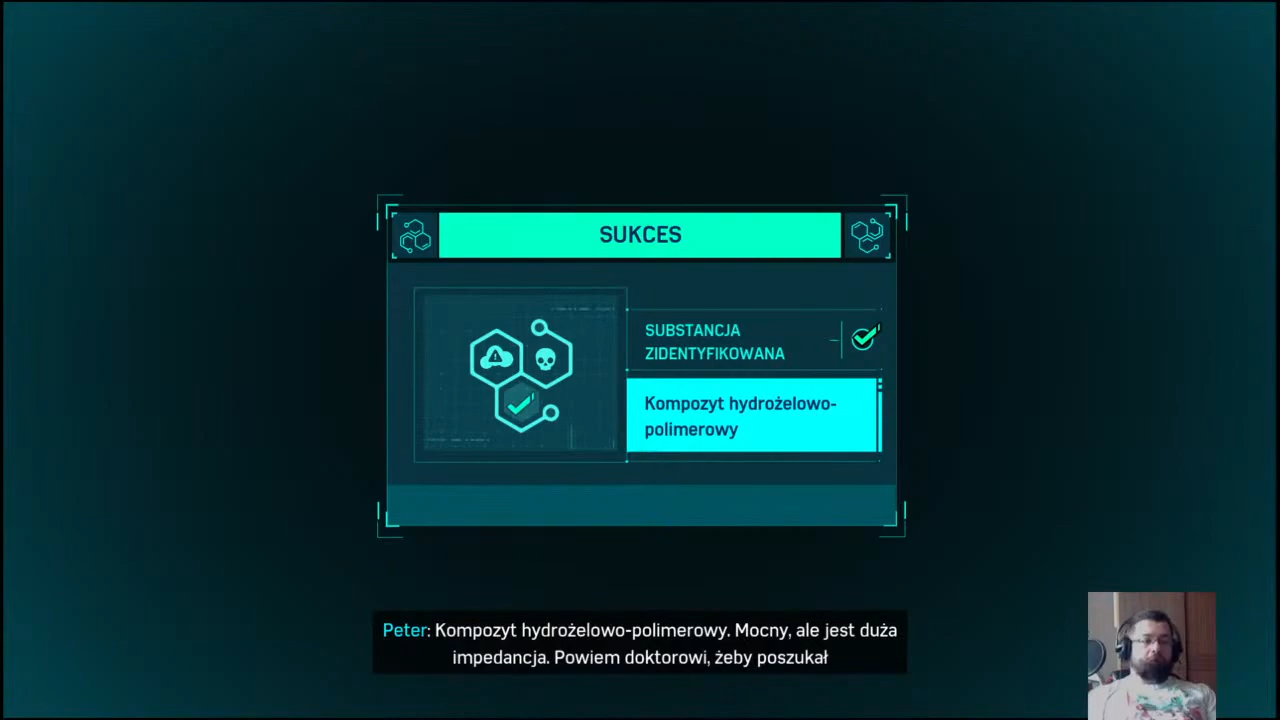 SUKCES
SUBSTANCJA
ZIDENTYFIKOWANA
Kompozyt hydrożelowo-
polimerowy
Peter: Kompozyt hydrożelowo-polimerowy. Mocny, ale jest duża
impedancja. Powiem doktorowi, żeby poszukał